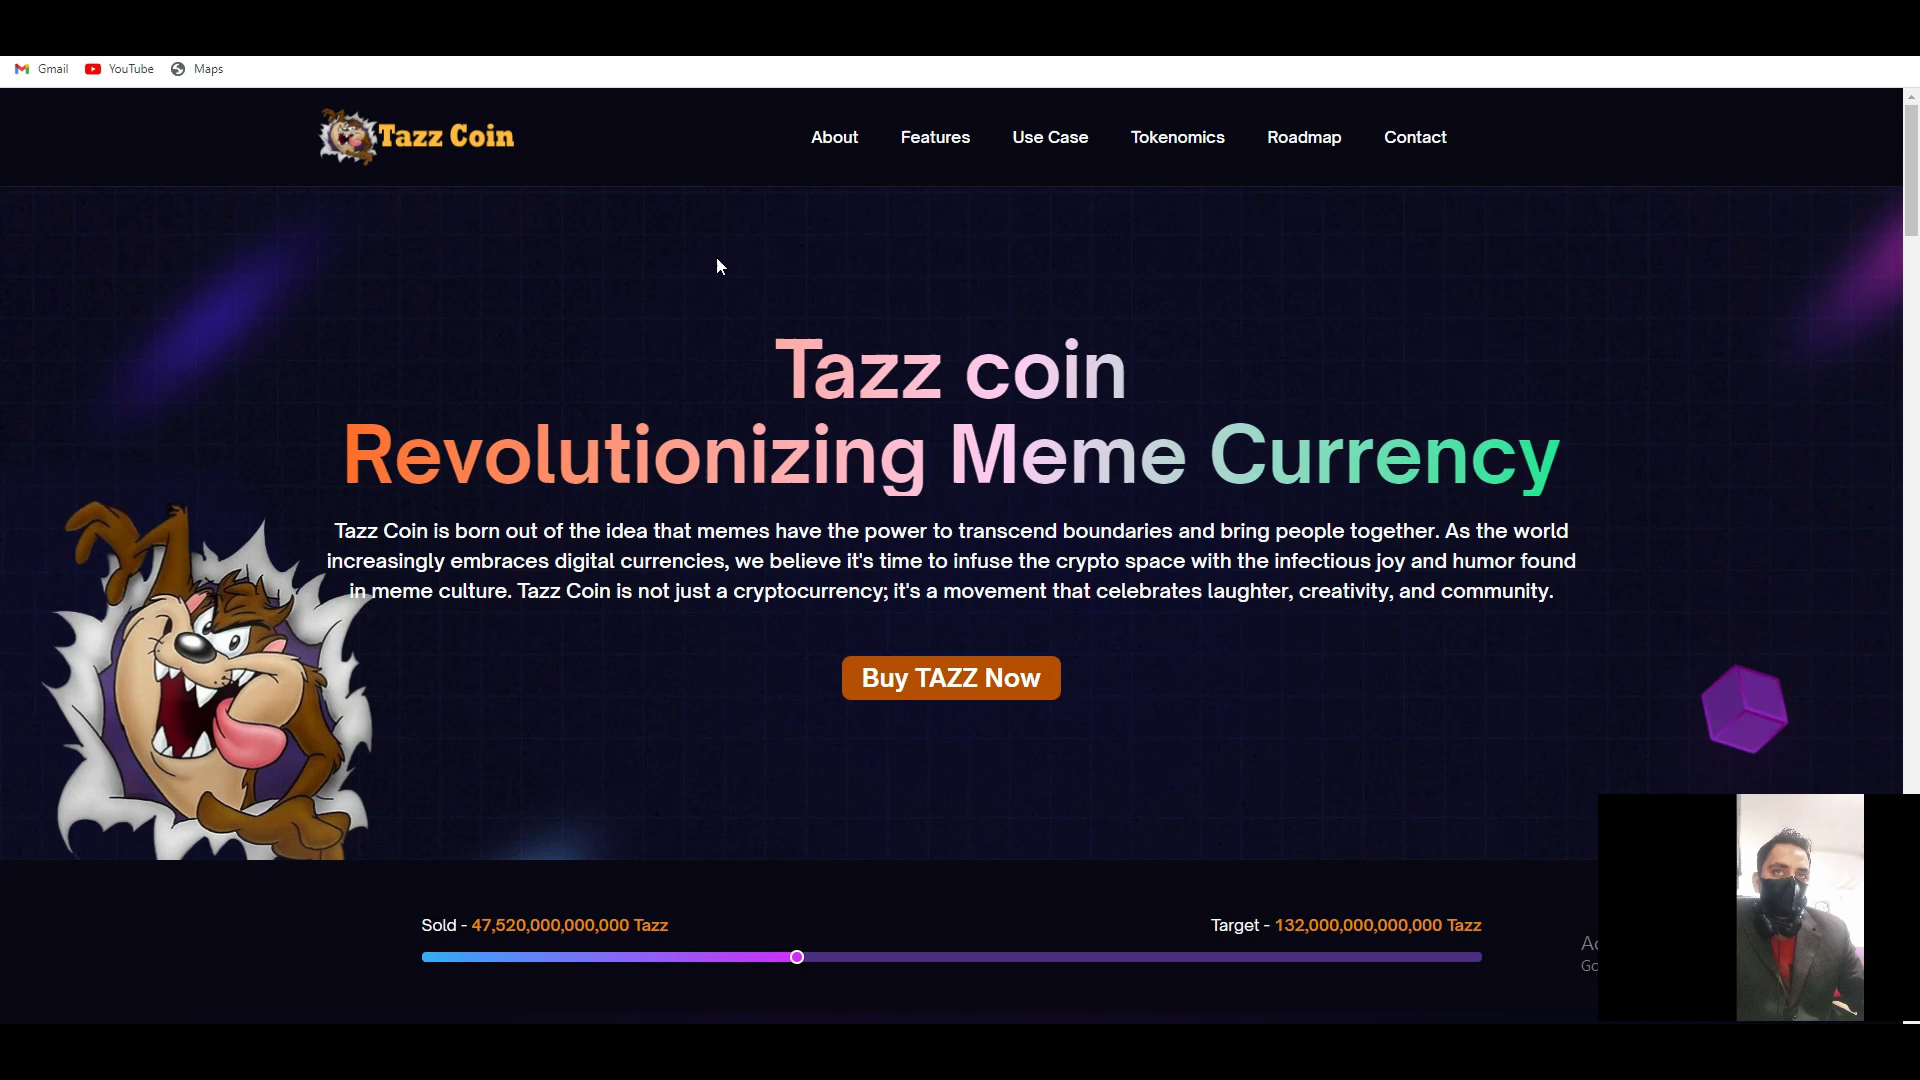 Gmail YouTube Maps
Tazz Coin
About Features Use Case Tokenomics Roadmap Contact
Tazz coin
Revolutionizing Meme Currency
Tazz Coin is born out of the idea that memes have the power to transcend boundaries and bring people together. As the world
increasingly embraces digital currencies, we believe it's time to infuse the crypto space with the infectious joy and humor found
in meme culture. Tazz Coin is not just a cryptocurrency; it's a movement that celebrates laughter, creativity, and community.
Buy TAZZ Now
Sold - 47,520,000,000,000 Tazz
Target - 132,000,000,000,000 Tazz